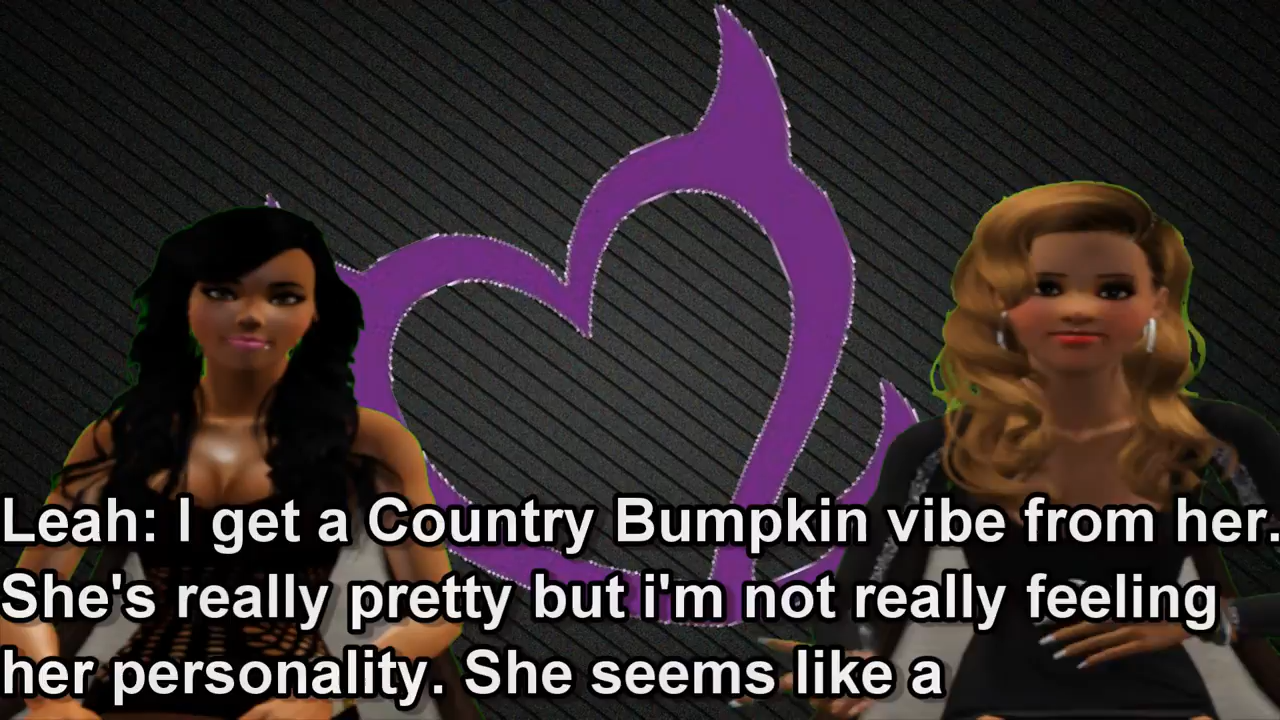 Leah: I get a Country Bumpkin vibe from her.
She's really pretty but i'm not really feeling
her personality. She seems like a